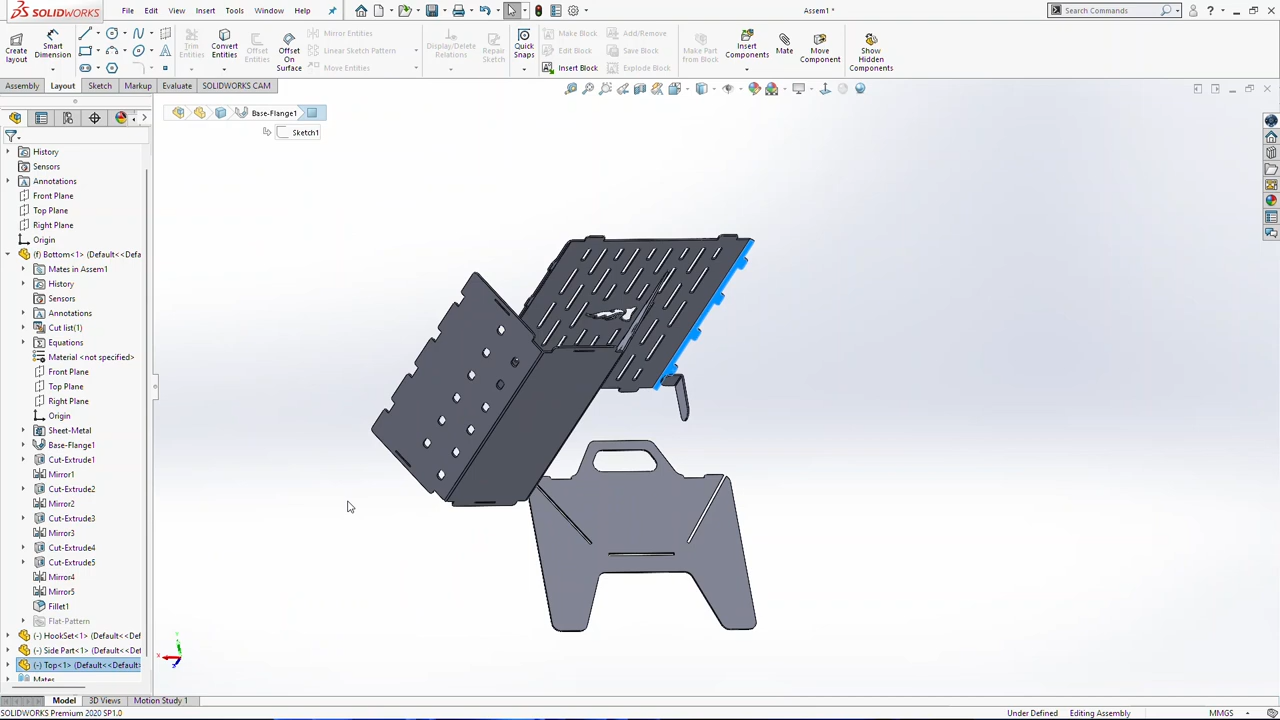 SOLIDWORKS
File Edit View Insert Tools Window Help
Assem1 *
Search Commands
Create Layout
Smart Dimension
Trim Entities
Convert Entities
Offset Entities
Offset On Surface
Mirror Entities
Linear Sketch Pattern
Move Entities
Display/Delete Relations
Repair Sketch
Quick Snaps
Make Block
Edit Block
Insert Block
Add/Remove
Save Block
Explode Block
Make Part from Block
Insert Components
Mate
Move Component
Show Hidden Components
Assembly Layout Sketch Markup Evaluate SOLIDWORKS CAM
Base-Flange1
Sketch1
History
Sensors
Annotations
Front Plane
Top Plane
Right Plane
Origin
(f) Bottom<1> (Default<<Defa
Mates in Assem1
History
Sensors
Annotations
Cut list(1)
Equations
Material <not specified>
Front Plane
Top Plane
Right Plane
Origin
Sheet-Metal
Base-Flange1
Cut-Extrude1
Mirror1
Cut-Extrude2
Mirror2
Cut-Extrude3
Mirror3
Cut-Extrude4
Cut-Extrude5
Mirror4
Mirror5
Fillet1
Flat-Pattern
(-) HookSet<1> (Default<<Defa
(-) Side Part<1> (Default<<Def
(-) Top<1> (Default<<Default>
Mates
Model 3D Views Motion Study 1
SOLIDWORKS Premium 2020 SP1.0
Under Defined Editing Assembly MMGS